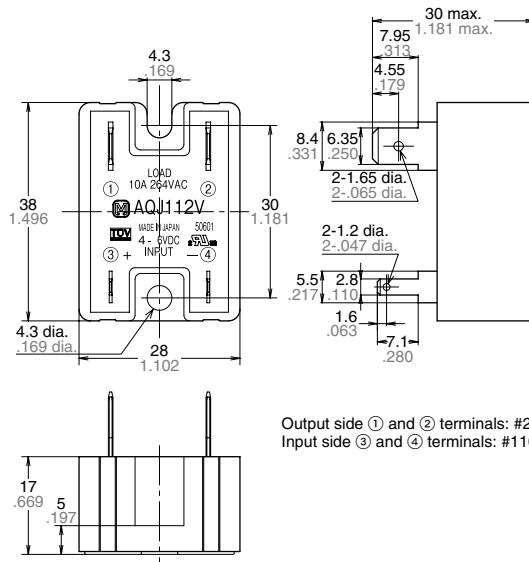 30 max.
1.181 max.
7.95
.313
4.55
.179
4.3
.169
8.4
.331
6.35
.250
LOAD
10A 264VAC
① ②
AQJ112V
TÜV
MADE IN JAPAN
50601
4 - 6VDC
③ + INPUT − ④
38
1.496
30
1.181
2-1.65 dia.
2-.065 dia.
2-1.2 dia.
2-.047 dia.
5.5
.217
2.8
.110
1.6
.063
7.1
.280
4.3 dia.
.169 dia.
28
1.102
Output side ① and ② terminals: #2
Input side ③ and ④ terminals: #11
17
.669
5
.197